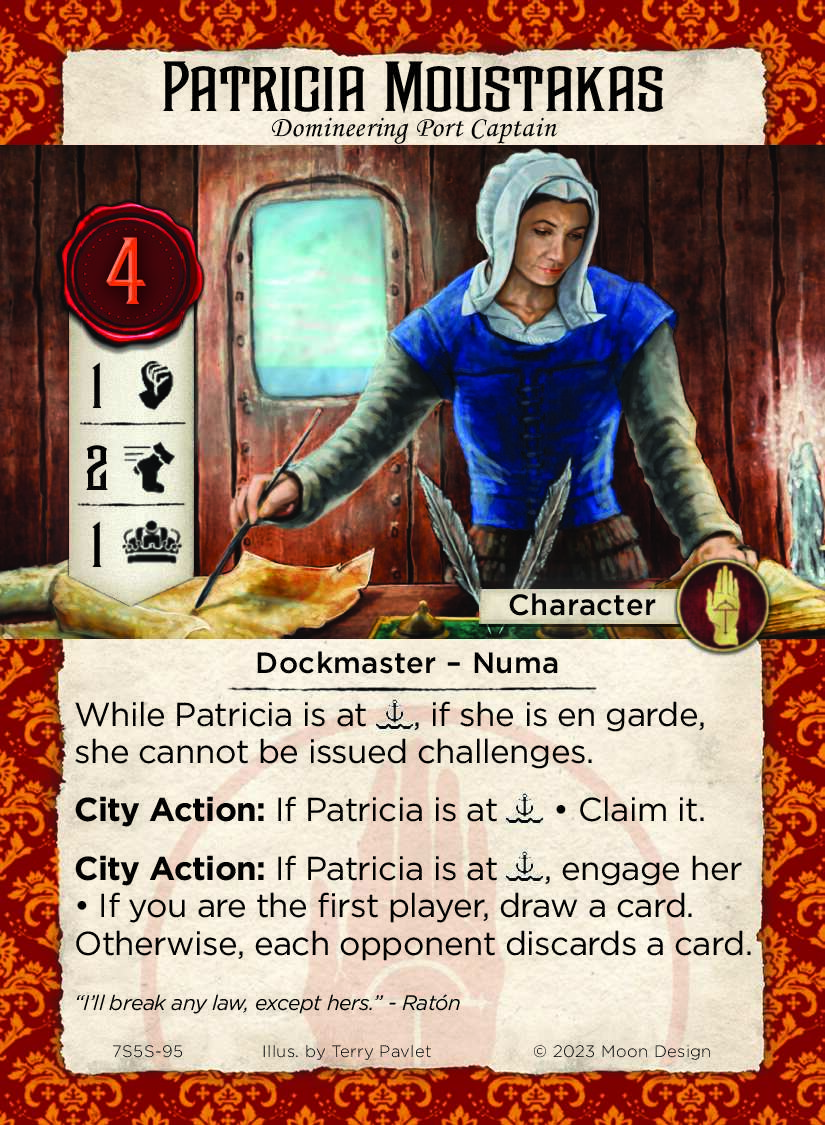 Patricia Moustakas
Domineering Port Captain
4
1
2
1
Character
Dockmaster – Numa
While Patricia is at , if she is en garde,
she cannot be issued challenges.
City Action: If Patricia is at • Claim it.
City Action: If Patricia is at , engage her
• If you are the first player, draw a card.
Otherwise, each opponent discards a card.
“I’ll break any law, except hers.” - Ratón
7S5S-95 Illus. by Terry Pavlet © 2023 Moon Design